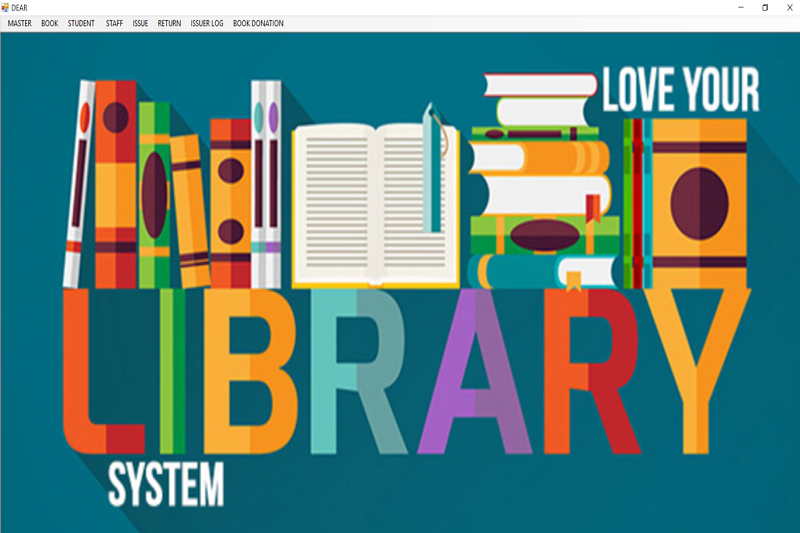 DEAR
MASTER BOOK STUDENT STAFF ISSUE RETURN ISSUER LOG BOOK DONATION
LOVE YOUR
LIBRARY
SYSTEM